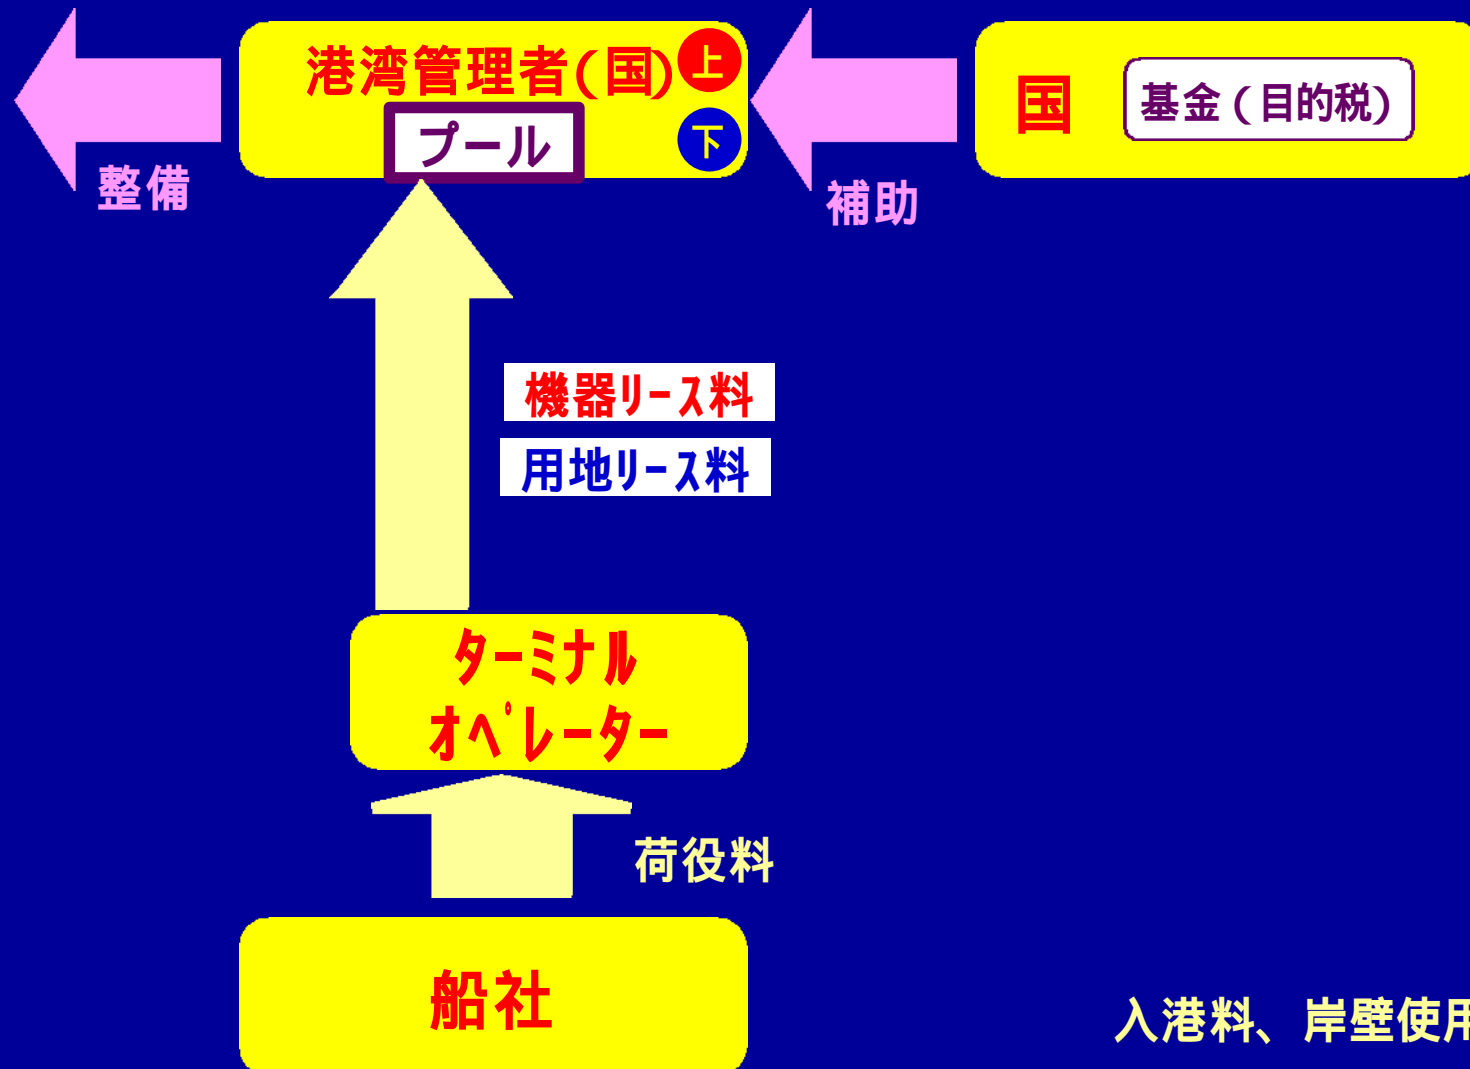 港湾管理者(国)
上
プール
下
国
基金(目的税)
整備
補助
機器ﾘｰｽ料
用地ﾘｰｽ料
ﾀｰﾐﾅﾙ
ｵﾍﾟﾚｰﾀｰ
荷役料
船社
入港料、岸壁使用